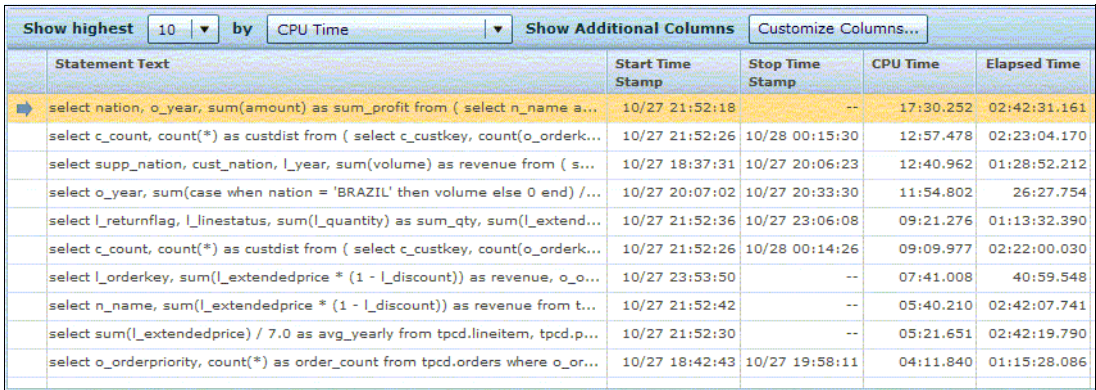 Show highest 10 by CPU Time Show Additional Columns Customize Columns...
Statement Text Start Time Stamp Stop Time Stamp CPU Time Elapsed Time
select nation, o_year, sum(amount) as sum_profit from ( select n_name a... 10/27 21:52:18 -- 17:30.252 02:42:31.161
select c_count, count(*) as custdist from ( select c_custkey, count(o_orderk... 10/27 21:52:26 10/28 00:15:30 12:57.478 02:23:04.170
select supp_nation, cust_nation, l_year, sum(volume) as revenue from ( s... 10/27 18:37:31 10/27 20:06:23 12:40.962 01:28:52.212
select o_year, sum(case when nation = 'BRAZIL' then volume else 0 end) /... 10/27 20:07:02 10/27 20:33:30 11:54.802 26:27.754
select l_returnflag, l_linestatus, sum(l_quantity) as sum_qty, sum(l_extend... 10/27 21:52:36 10/27 23:06:08 09:21.276 01:13:32.390
select c_count, count(*) as custdist from ( select c_custkey, count(o_orderk... 10/27 21:52:26 10/28 00:14:26 09:09.977 02:22:00.030
select l_orderkey, sum(l_extendedprice * (1 - l_discount)) as revenue, o_o... 10/27 23:53:50 -- 07:41.008 40:59.548
select n_name, sum(l_extendedprice * (1 - l_discount)) as revenue from t... 10/27 21:52:42 -- 05:40.210 02:42:07.741
select sum(l_extendedprice) / 7.0 as avg_yearly from tpcd.lineitem, tpcd.p... 10/27 21:52:30 -- 05:21.651 02:42:19.790
select o_orderpriority, count(*) as order_count from tpcd.orders where o_or... 10/27 18:42:43 10/27 19:58:11 04:11.840 01:15:28.086